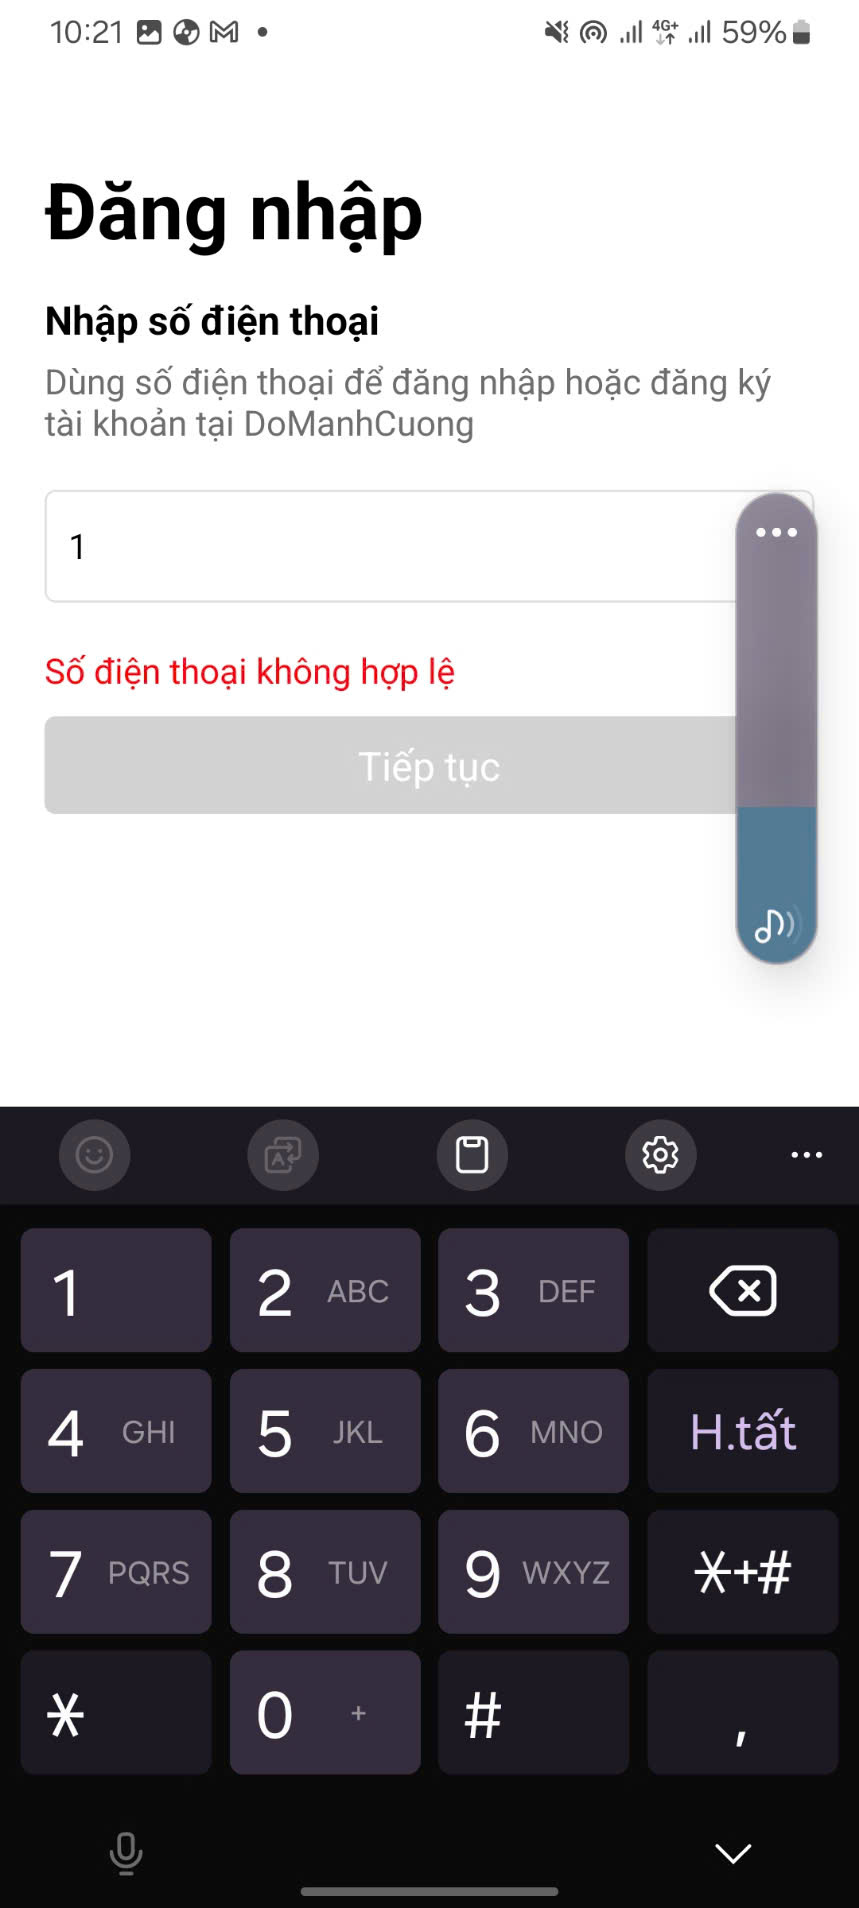 10:21
4G+
59%
Đăng nhập
Nhập số điện thoại
Dùng số điện thoại để đăng nhập hoặc đăng ký
tài khoản tại DoManhCuong
1
Số điện thoại không hợp lệ
Tiếp tục
1
2 ABC
3 DEF
4 GHI
5 JKL
6 MNO
H.tất
7 PQRS
8 TUV
9 WXYZ
*+#
*
0 +
#
,